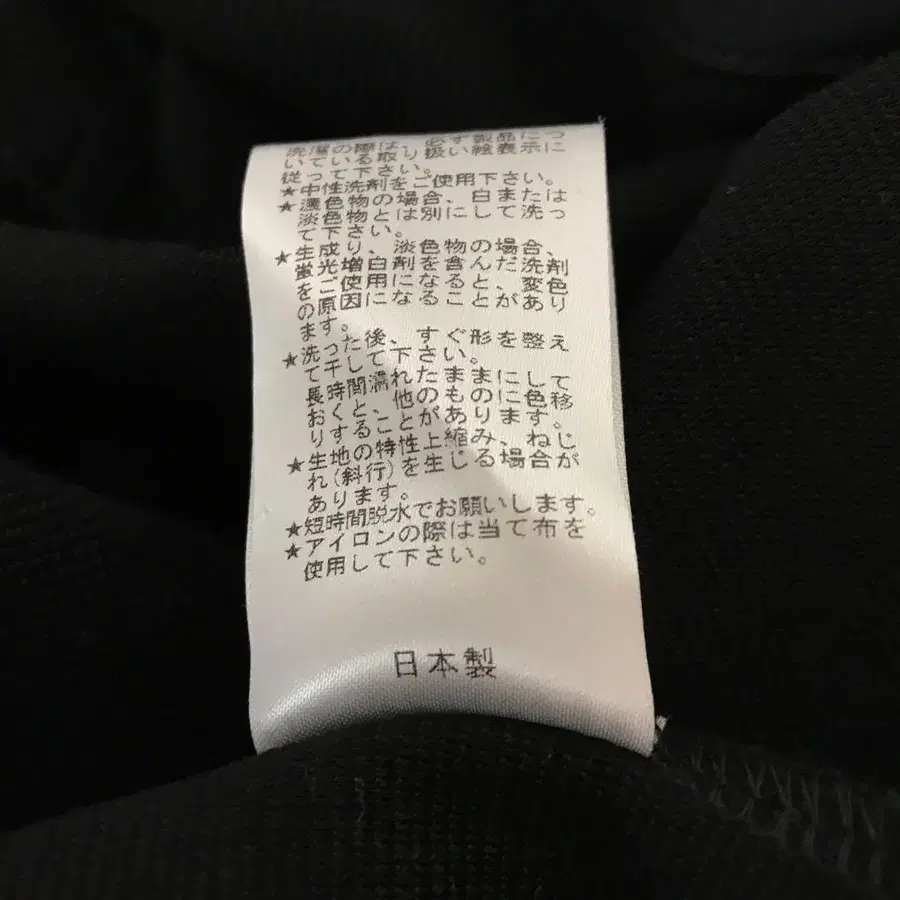 洗濯の際は、必ず製品につ
いている取り扱い絵表示に
従って下さい。
★中性洗剤をご使用下さい。
★濃色物の場合、白または
淡色物とは別にして洗っ
て下さい。
★生成り、淡色物の場合、
蛍光増白剤を含んだ洗剤
をご使用になると、変色
の原因になることがあり
ます。
★洗った後、すぐ形を整え
て干して下さい。
長時間濡れたままにして
おくと、他のものに色移
りすることがあります。
★生地の特性上縮み、ねじ
れ(斜行)を生じる場合が
あります。
★短時間脱水でお願いします。
★アイロンの際は当て布を
使用して下さい。
日本製